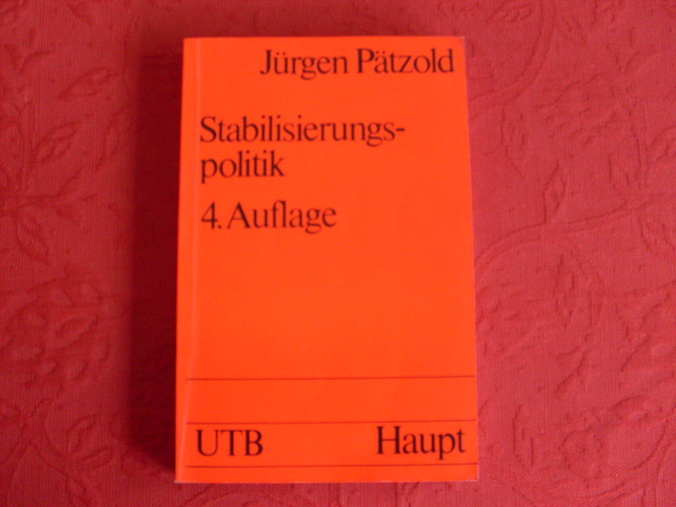 Jürgen Pätzold
Stabilisierungs-
politik
4. Auflage
UTB Haupt